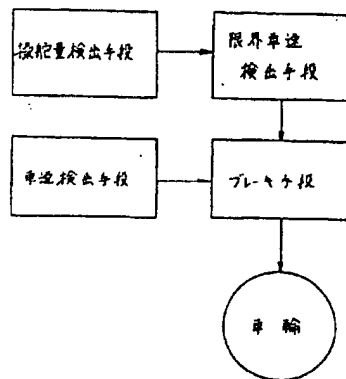 操舵量検出手段
限界車速
検出手段
車速検出手段
ブレーキ手段
車輪